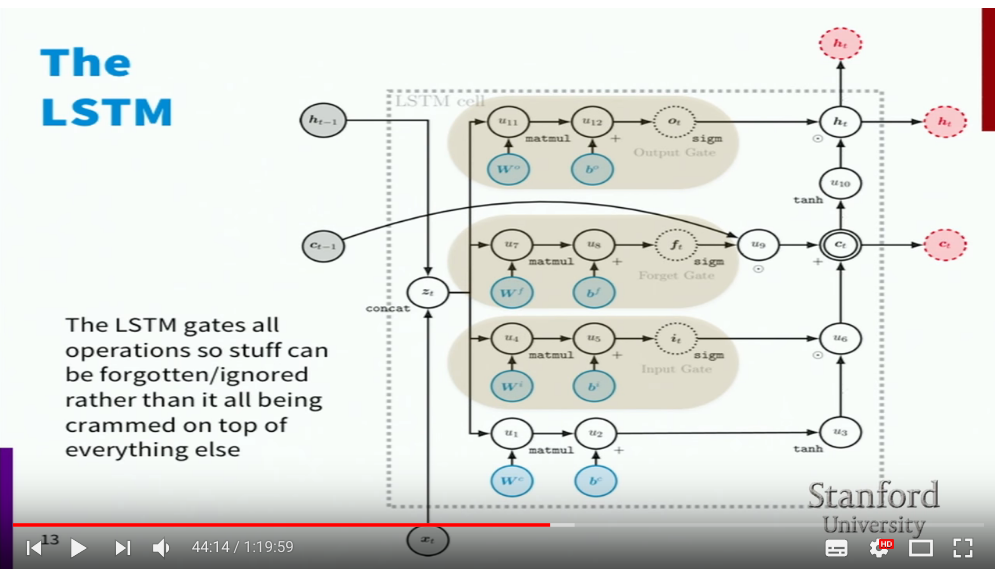 The
LSTM
LSTM cell
h_t
h_{t-1}
u_{11}
matmul
u_{12}
+
o_t
sigm
h_t
⊙
h_t
W^o
b^o
Output Gate
u_{10}
tanh
c_{t-1}
u_7
matmul
u_8
+
f_t
sigm
u_9
⊙
c_t
+
c_t
W^f
b^f
Forget Gate
z_t
concat
u_4
matmul
u_5
+
i_t
sigm
u_6
⊙
W^i
b^i
Input Gate
u_1
matmul
u_2
+
u_3
tanh
W^c
b^c
x_t
The LSTM gates all
operations so stuff can
be forgotten/ignored
rather than it all being
crammed on top of
everything else
Stanford
University
13
44:14 / 1:19:59
HD